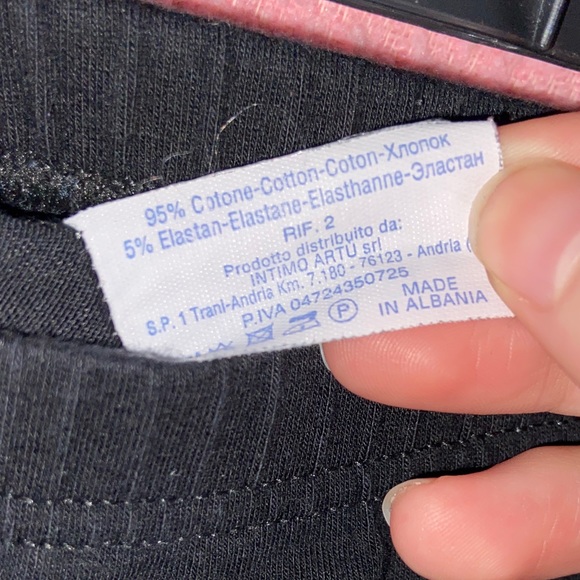 95% Cotone-Cotton-Coton-Хлопок
5% Elastan-Elastane-Elasthanne-Эластан
RIF. 2
Prodotto distribuito da:
INTIMO ARTU srl
S.P. 1 Trani-Andria Km. 7.180 - 76123 - Andria (
P.IVA 04724350725
P
MADE
IN ALBANIA